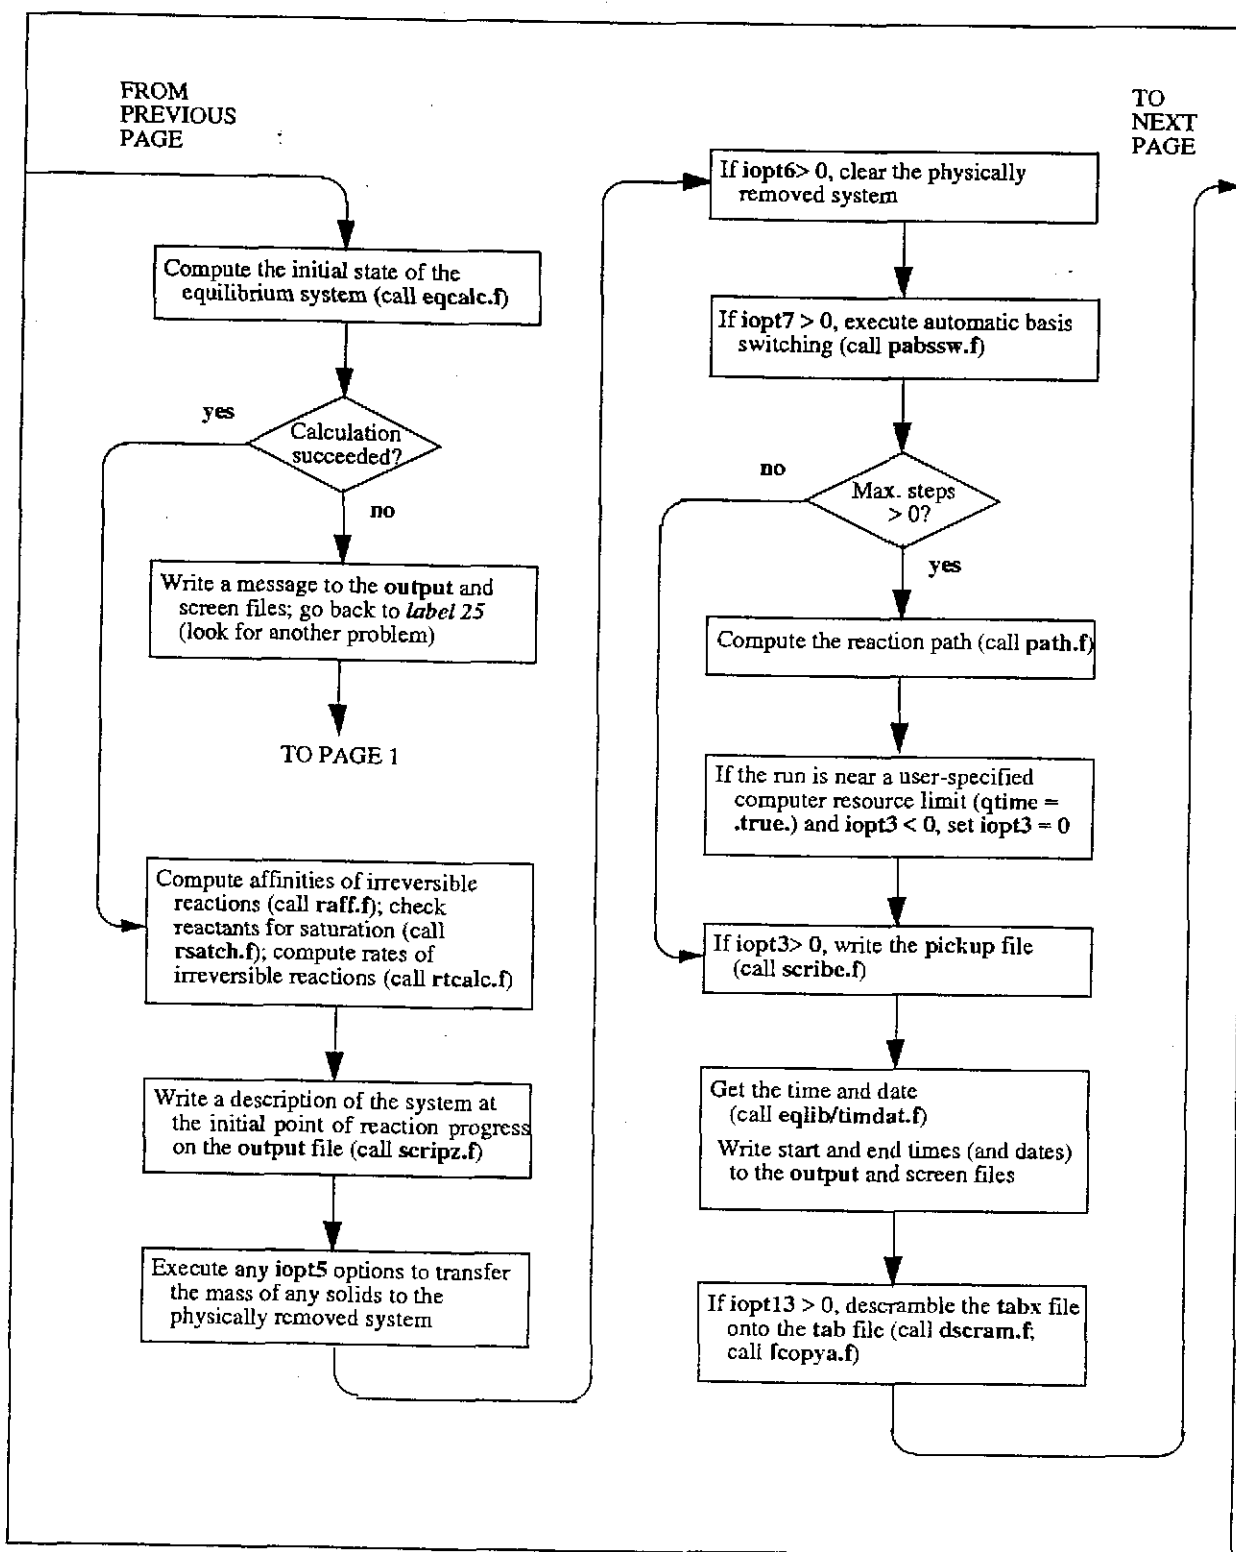 FROM
PREVIOUS
PAGE
Compute the initial state of the
equilibrium system (call eqcalc.f)
yes
Calculation
succeeded?
no
Write a message to the output and
screen files; go back to label 25
(look for another problem)
TO PAGE 1
Compute affinities of irreversible
reactions (call raff.f); check
reactants for saturation (call
rsatch.f); compute rates of
irreversible reactions (call rtcalc.f)
Write a description of the system at
the initial point of reaction progress
on the output file (call scripz.f)
Execute any iopt5 options to transfer
the mass of any solids to the
physically removed system
If iopt6> 0, clear the physically
removed system
If iopt7 > 0, execute automatic basis
switching (call pabssw.f)
no
Max. steps
> 0?
yes
Compute the reaction path (call path.f)
If the run is near a user-specified
computer resource limit (qtime =
.true.) and iopt3 < 0, set iopt3 = 0
If iopt3> 0, write the pickup file
(call scribe.f)
Get the time and date
(call eqlib/timdat.f)
Write start and end times (and dates)
to the output and screen files
If iopt13 > 0, descramble the tabx file
onto the tab file (call dscram.f;
call fcopya.f)
TO
NEXT
PAGE